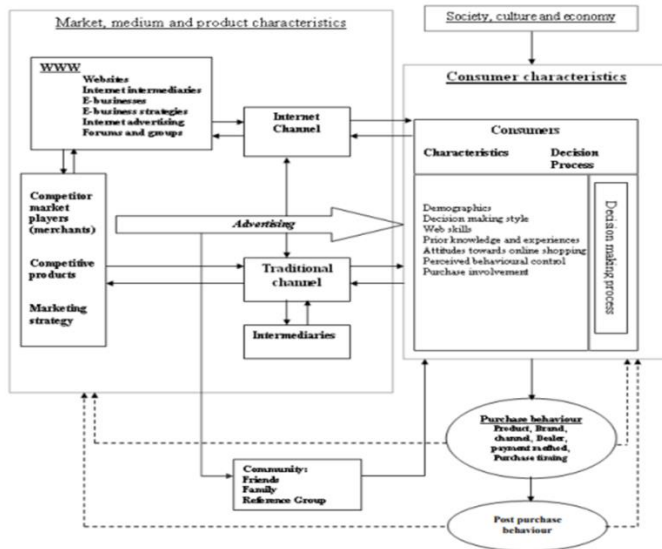 Market, medium and product characteristics
Society, culture and economy
WWW
Websites
Internet intermediaries
E-businesses
E-business strategies
Internet advertising
Forums and groups
Internet
Channel
Consumer characteristics
Consumers
Characteristics
Decision
Process
Competitor
market
players
(merchants)
Competitive
products
Marketing
strategy
Advertising
Traditional
channel
Intermediaries
Demographics
Decision making style
Web skills
Prior knowledge and experiences
Attitudes towards online shopping
Perceived behavioural control
Purchase involvement
Decision making process
Purchase behaviour
Product, Brand,
channel, Dealer,
payment method,
Purchase timing
Community:
Friends
Family
Reference Group
Post purchase
behaviour